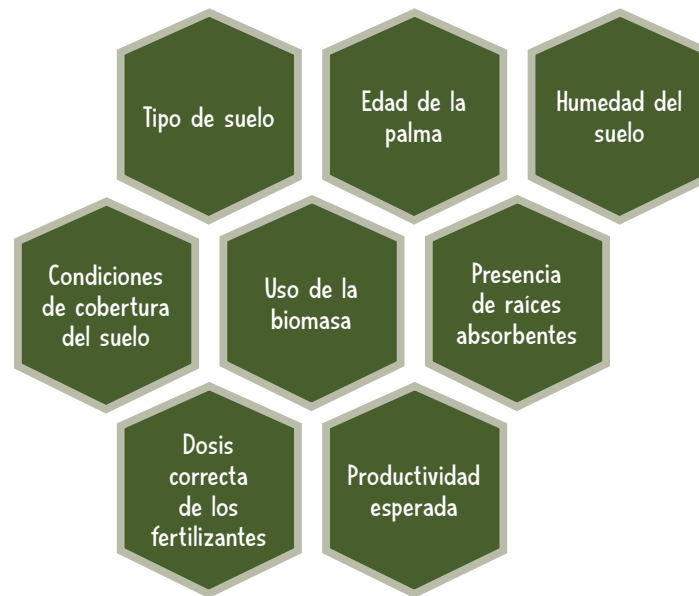 Tipo de suelo
Edad de la
palma
Humedad del
suelo
Condiciones
de cobertura
del suelo
Uso de la
biomasa
Presencia
de raíces
absorbentes
Dosis
correcta
de los
fertilizantes
Productividad
esperada